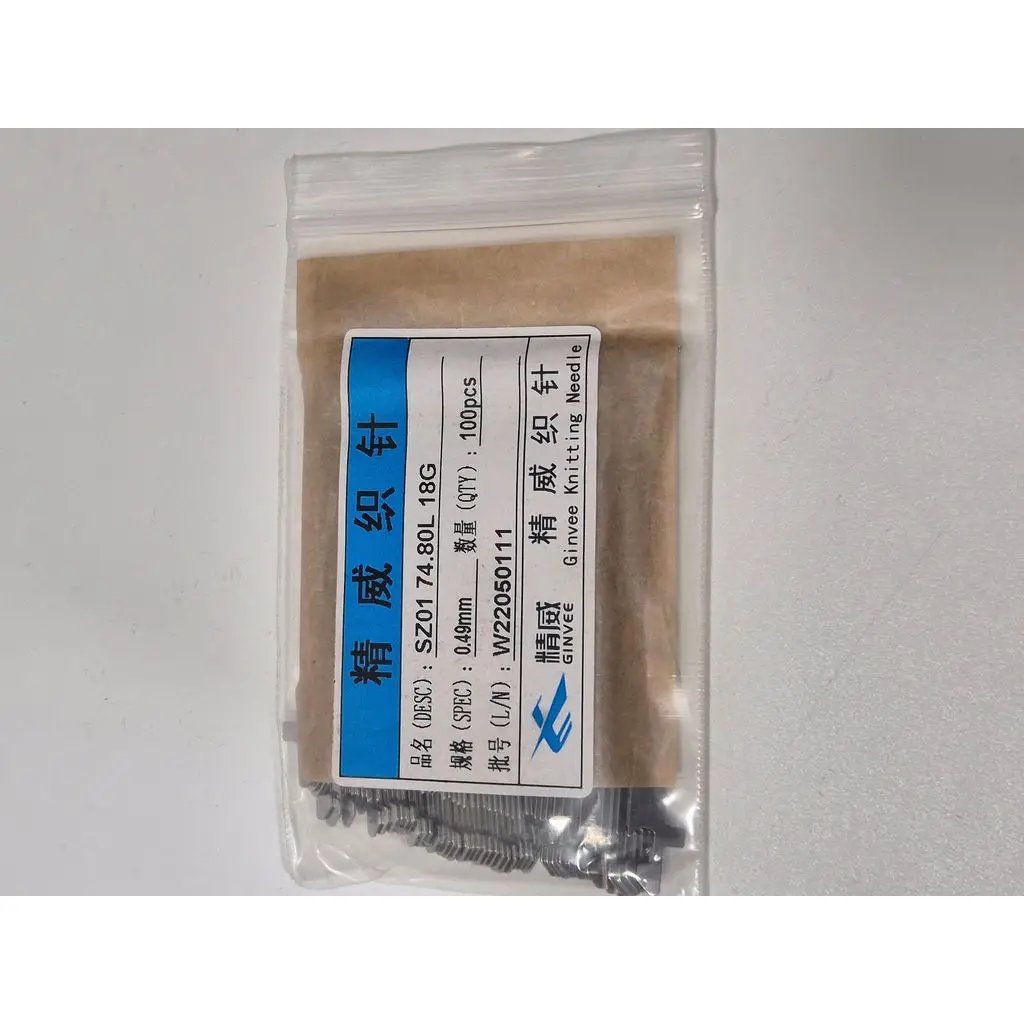 精威织针
品名(DESC): SZ01 74.80L 18G
规格(SPEC): 0.49mm 数量(QTY): 100pcs
批号(L/N): W22050111
精威 精威织针
GINVEE Ginvee Knitting Needle